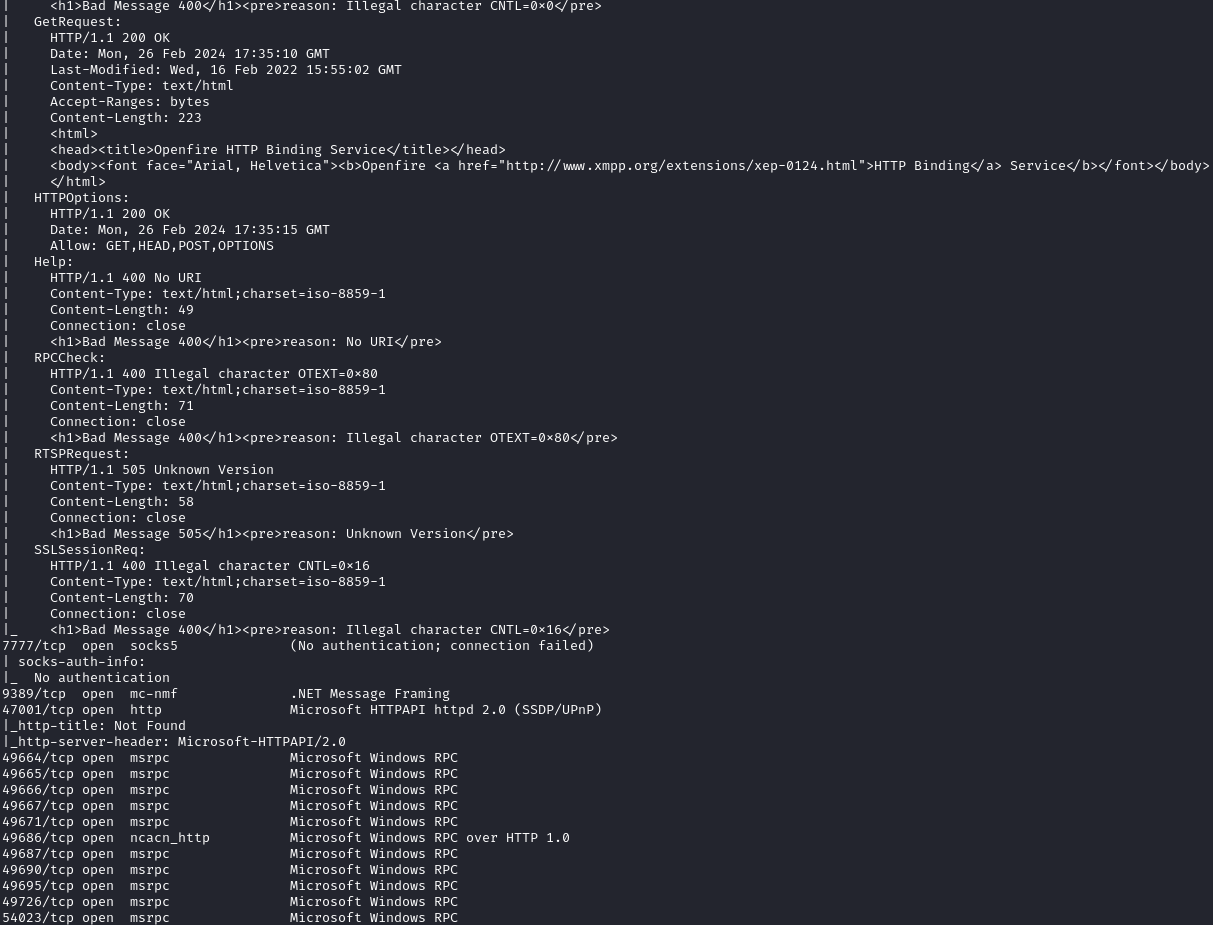 |     <h1>Bad Message 400</h1><pre>reason: Illegal character CNTL=0x0</pre>
|   GetRequest:
|     HTTP/1.1 200 OK
|     Date: Mon, 26 Feb 2024 17:35:10 GMT
|     Last-Modified: Wed, 16 Feb 2022 15:55:02 GMT
|     Content-Type: text/html
|     Accept-Ranges: bytes
|     Content-Length: 223
|     <html>
|     <head><title>Openfire HTTP Binding Service</title></head>
|     <body><font face="Arial, Helvetica"><b>Openfire <a href="http://www.xmpp.org/extensions/xep-0124.html">HTTP Binding</a> Service</b></font></body>
|     </html>
|   HTTPOptions:
|     HTTP/1.1 200 OK
|     Date: Mon, 26 Feb 2024 17:35:15 GMT
|     Allow: GET,HEAD,POST,OPTIONS
|   Help:
|     HTTP/1.1 400 No URI
|     Content-Type: text/html;charset=iso-8859-1
|     Content-Length: 49
|     Connection: close
|     <h1>Bad Message 400</h1><pre>reason: No URI</pre>
|   RPCCheck:
|     HTTP/1.1 400 Illegal character OTEXT=0x80
|     Content-Type: text/html;charset=iso-8859-1
|     Content-Length: 71
|     Connection: close
|     <h1>Bad Message 400</h1><pre>reason: Illegal character OTEXT=0x80</pre>
|   RTSPRequest:
|     HTTP/1.1 505 Unknown Version
|     Content-Type: text/html;charset=iso-8859-1
|     Content-Length: 58
|     Connection: close
|     <h1>Bad Message 505</h1><pre>reason: Unknown Version</pre>
|   SSLSessionReq:
|     HTTP/1.1 400 Illegal character CNTL=0x16
|     Content-Type: text/html;charset=iso-8859-1
|     Content-Length: 70
|     Connection: close
|_    <h1>Bad Message 400</h1><pre>reason: Illegal character CNTL=0x16</pre>
7777/tcp  open  socks5              (No authentication; connection failed)
| socks-auth-info:
|_  No authentication
9389/tcp  open  mc-nmf              .NET Message Framing
47001/tcp open  http                Microsoft HTTPAPI httpd 2.0 (SSDP/UPnP)
|_http-title: Not Found
|_http-server-header: Microsoft-HTTPAPI/2.0
49664/tcp open  msrpc               Microsoft Windows RPC
49665/tcp open  msrpc               Microsoft Windows RPC
49666/tcp open  msrpc               Microsoft Windows RPC
49667/tcp open  msrpc               Microsoft Windows RPC
49671/tcp open  msrpc               Microsoft Windows RPC
49686/tcp open  ncacn_http          Microsoft Windows RPC over HTTP 1.0
49687/tcp open  msrpc               Microsoft Windows RPC
49690/tcp open  msrpc               Microsoft Windows RPC
49695/tcp open  msrpc               Microsoft Windows RPC
49726/tcp open  msrpc               Microsoft Windows RPC
54023/tcp open  msrpc               Microsoft Windows RPC